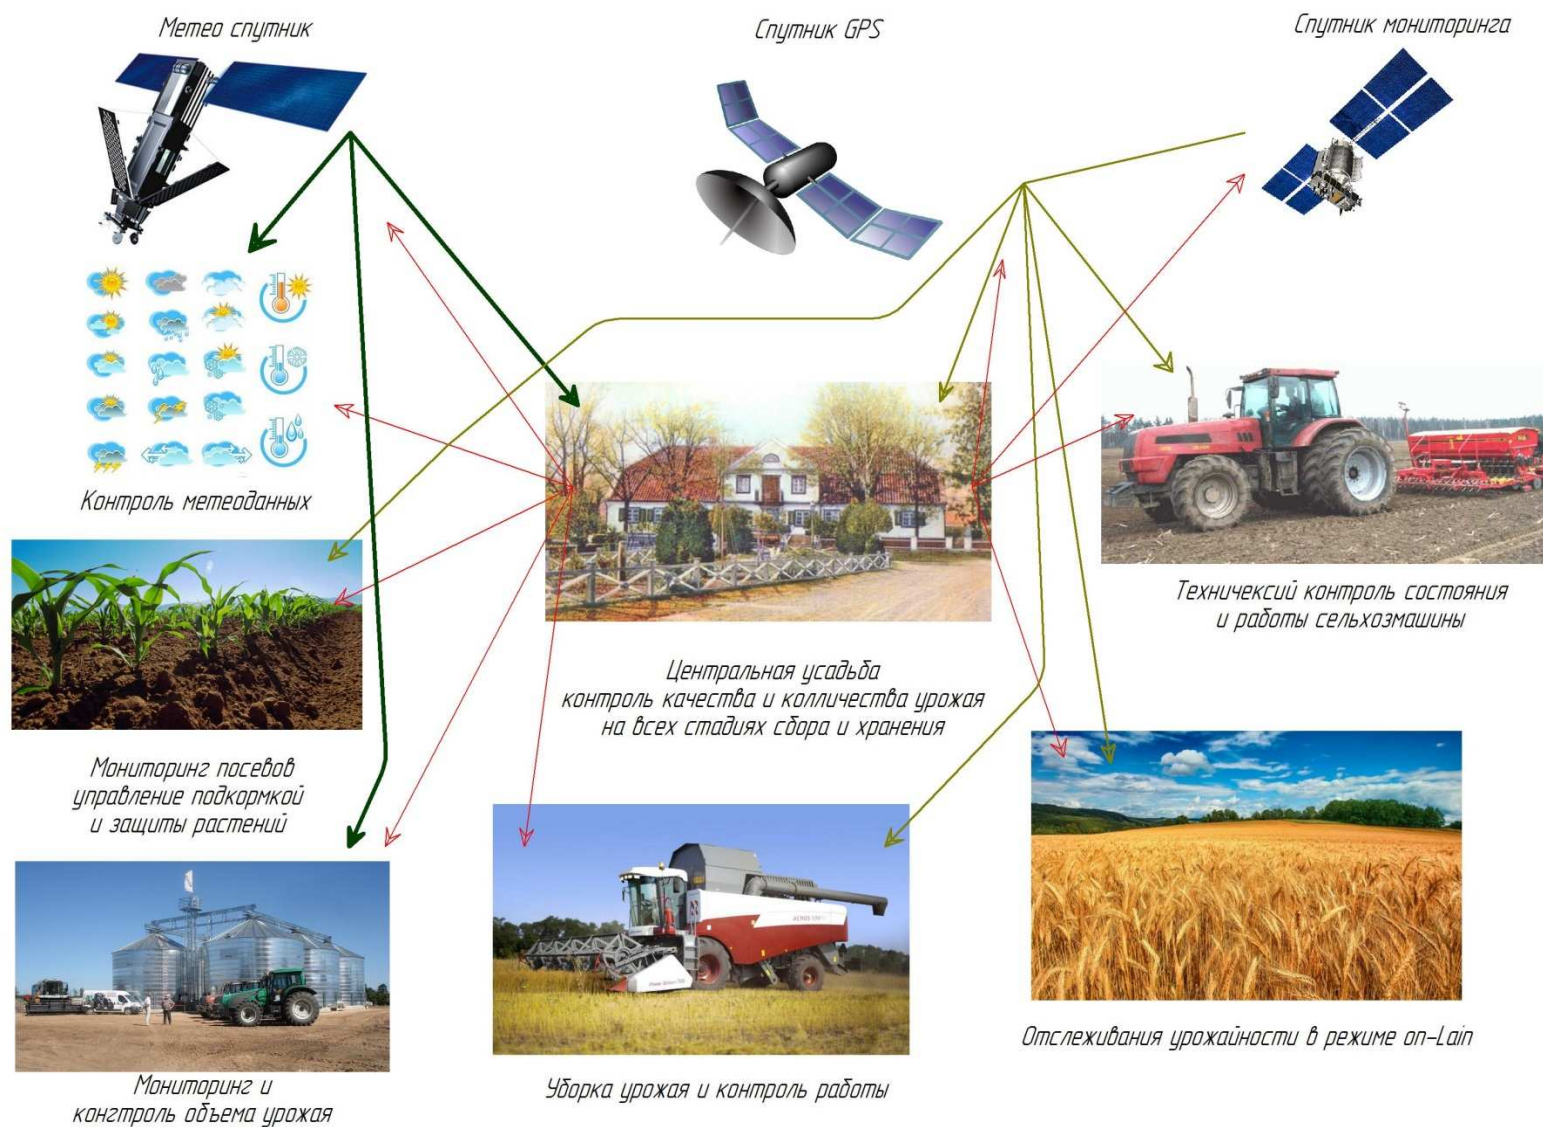 Метео спутник
Спутник GPS
Спутник мониторинга
Контроль метеоданных
Техничексий контроль состояния
и работы сельхозмашины
Центральная усадьба
контроль качества и колличества урожая
на всех стадиях сбора и хранения
Мониторинг посевов
управление подкормкой
и защиты растений
Отслеживания урожайности в режиме on-Lain
Мониторинг и
конгтроль объема урожая
Уборка урожая и контроль работы